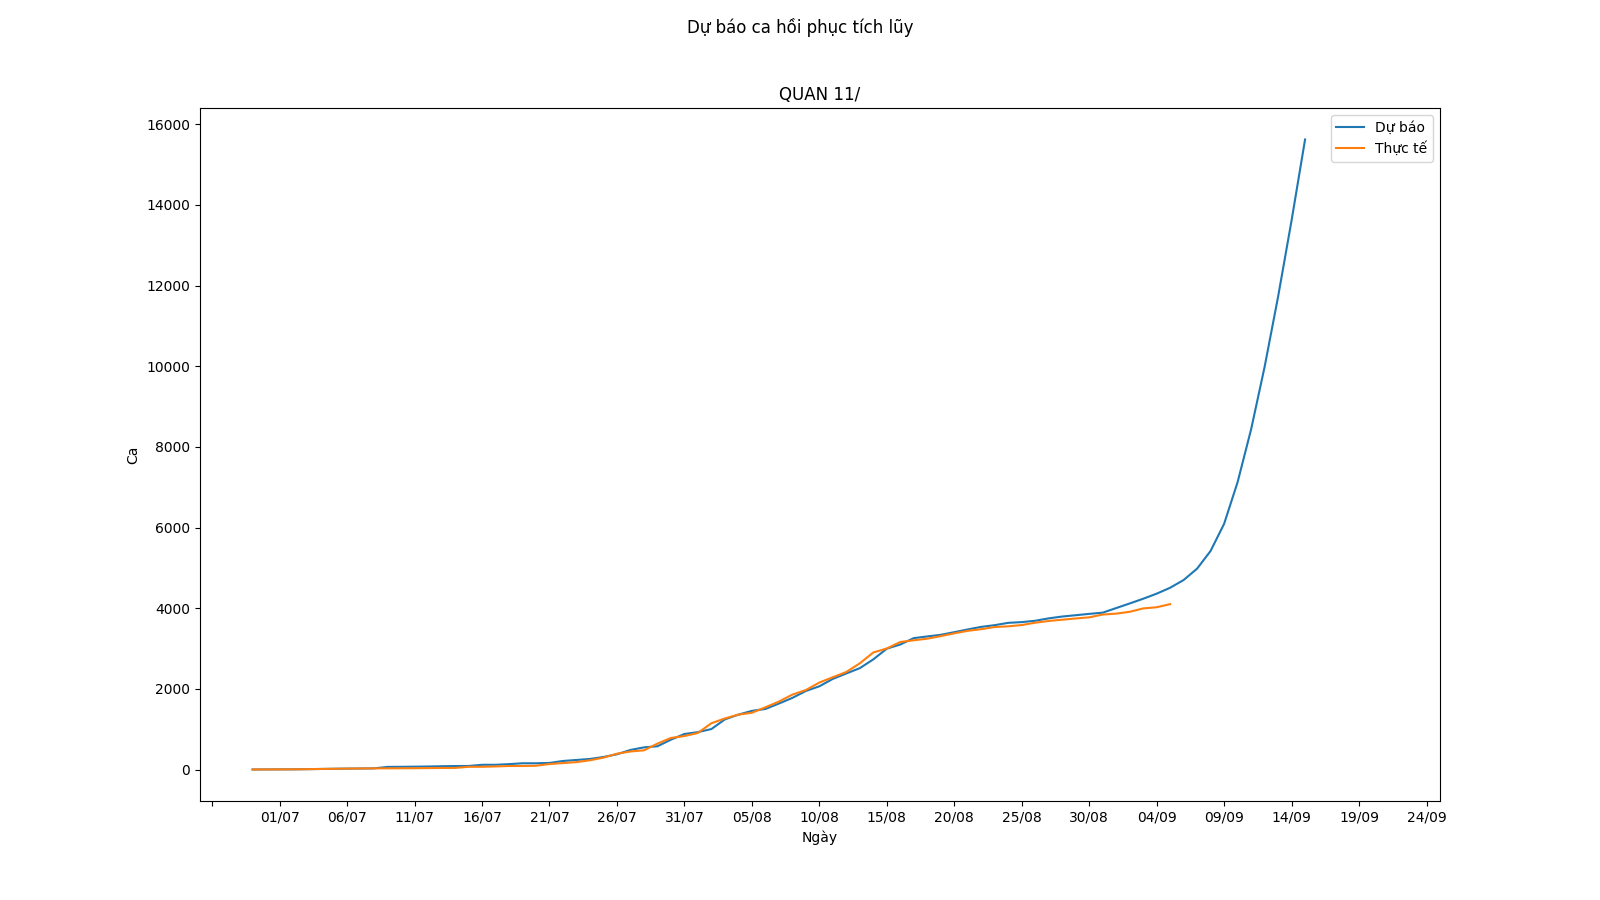 Dự báo ca hồi phục tích lũy
QUAN 11/
Dự báo
Thực tế
16000
14000
12000
10000
8000
6000
4000
2000
0
Ca
01/07 06/07 11/07 16/07 21/07 26/07 31/07 05/08 10/08 15/08 20/08 25/08 30/08 04/09 09/09 14/09 19/09 24/09
Ngày